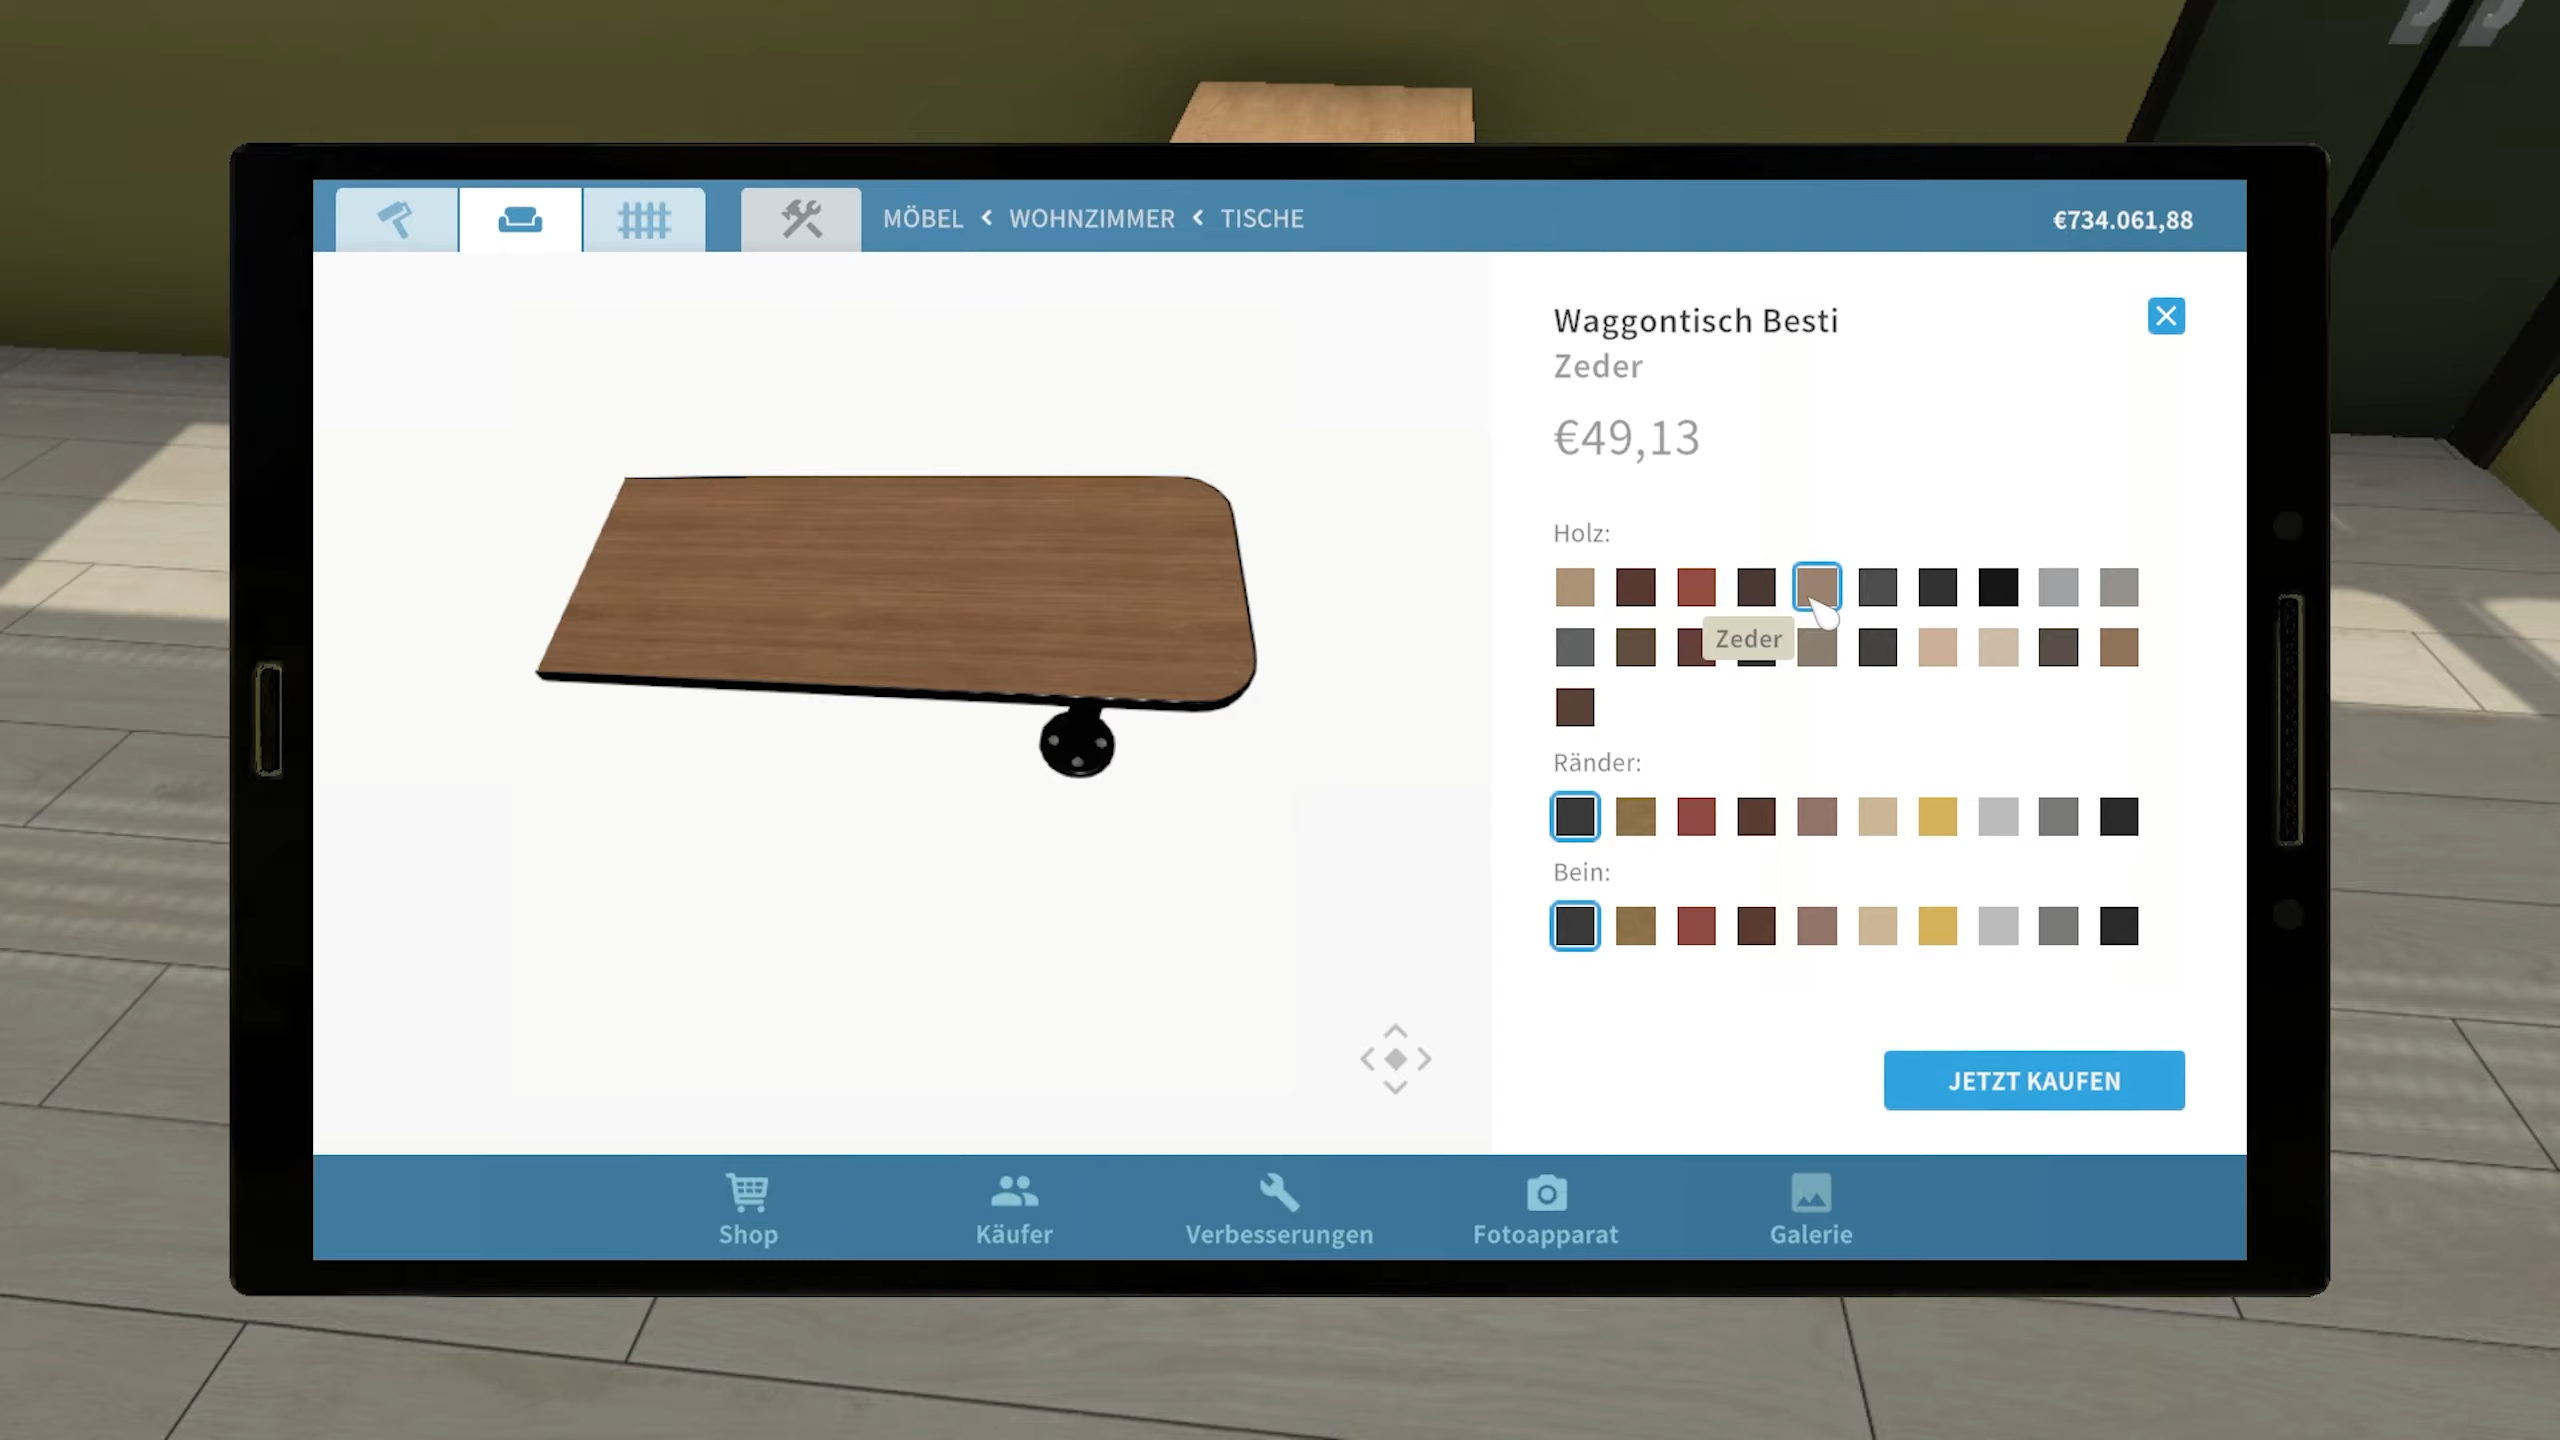 MÖBEL < WOHNZIMMER < TISCHE
€734.061,88
Waggontisch Besti
Zeder
€49,13
Holz:
Zeder
Ränder:
Bein:
JETZT KAUFEN
Shop
Käufer
Verbesserungen
Fotoapparat
Galerie